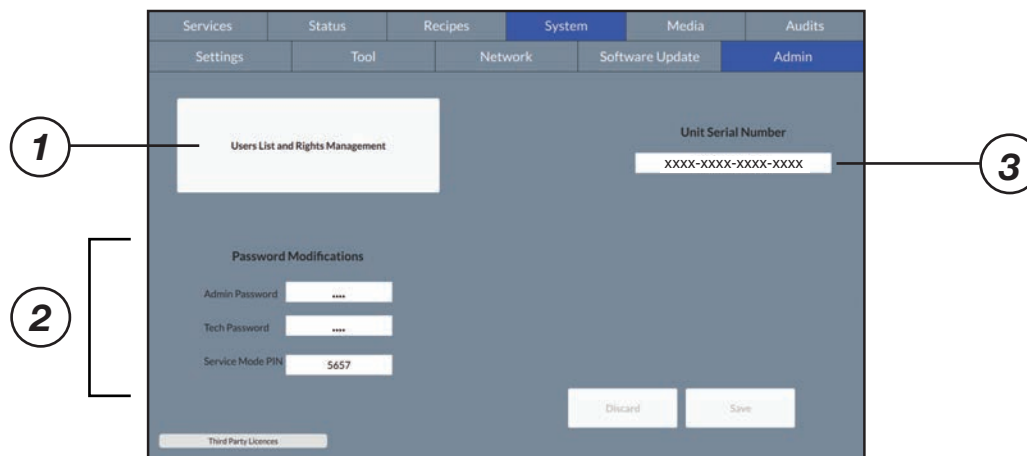 Services Status Recipes System Media Audits
Settings Tool Network Software Update Admin
1 Users List and Rights Management
Unit Serial Number
XXXX-XXXX-XXXX-XXXX 3
2
Password Modifications
Admin Password ••••
Tech Password ••••
Service Mode PIN 5657
Discard Save
Third Party Licences